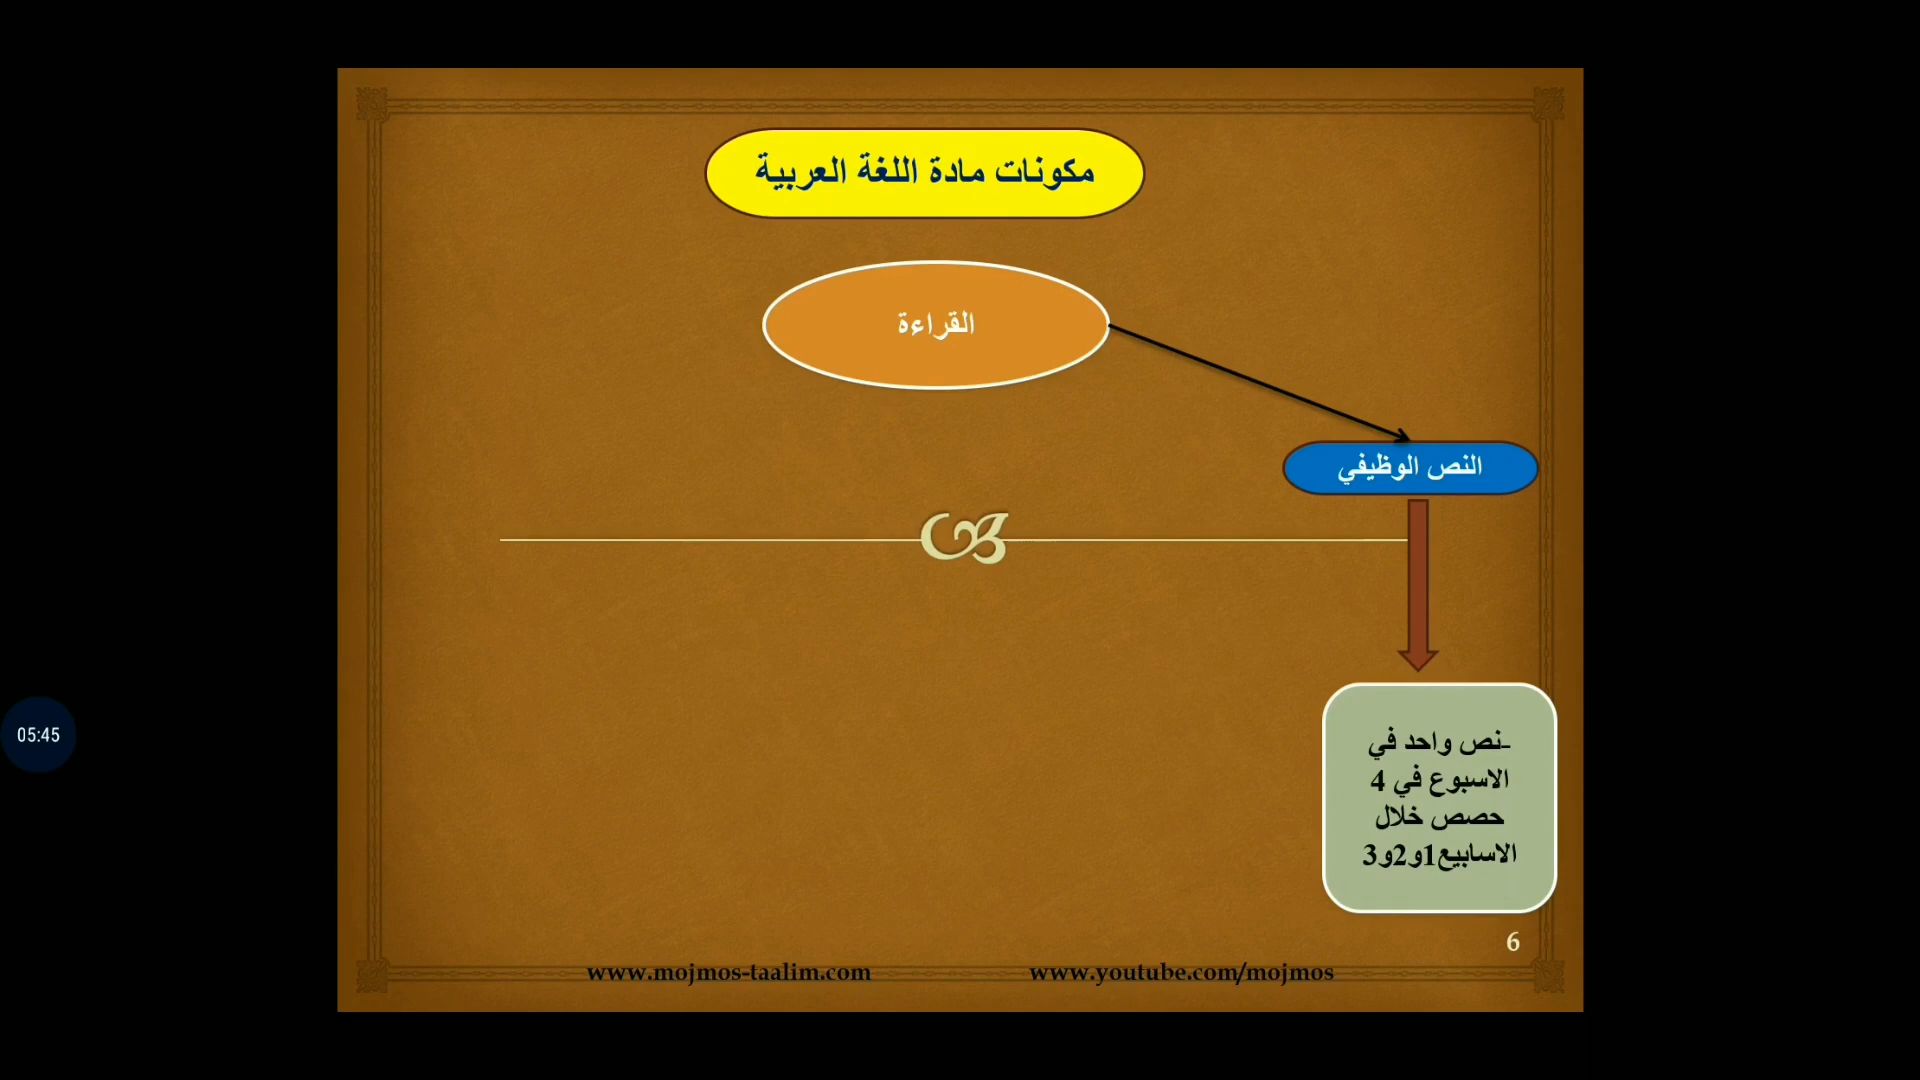 مكونات مادة اللغة العربية
القراءة
النص الوظيفي
-نص واحد في
الاسبوع في 4
حصص خلال
الاسابيع1و2و3
6
www.mojmos-taalim.com
www.youtube.com/mojmos
05:45